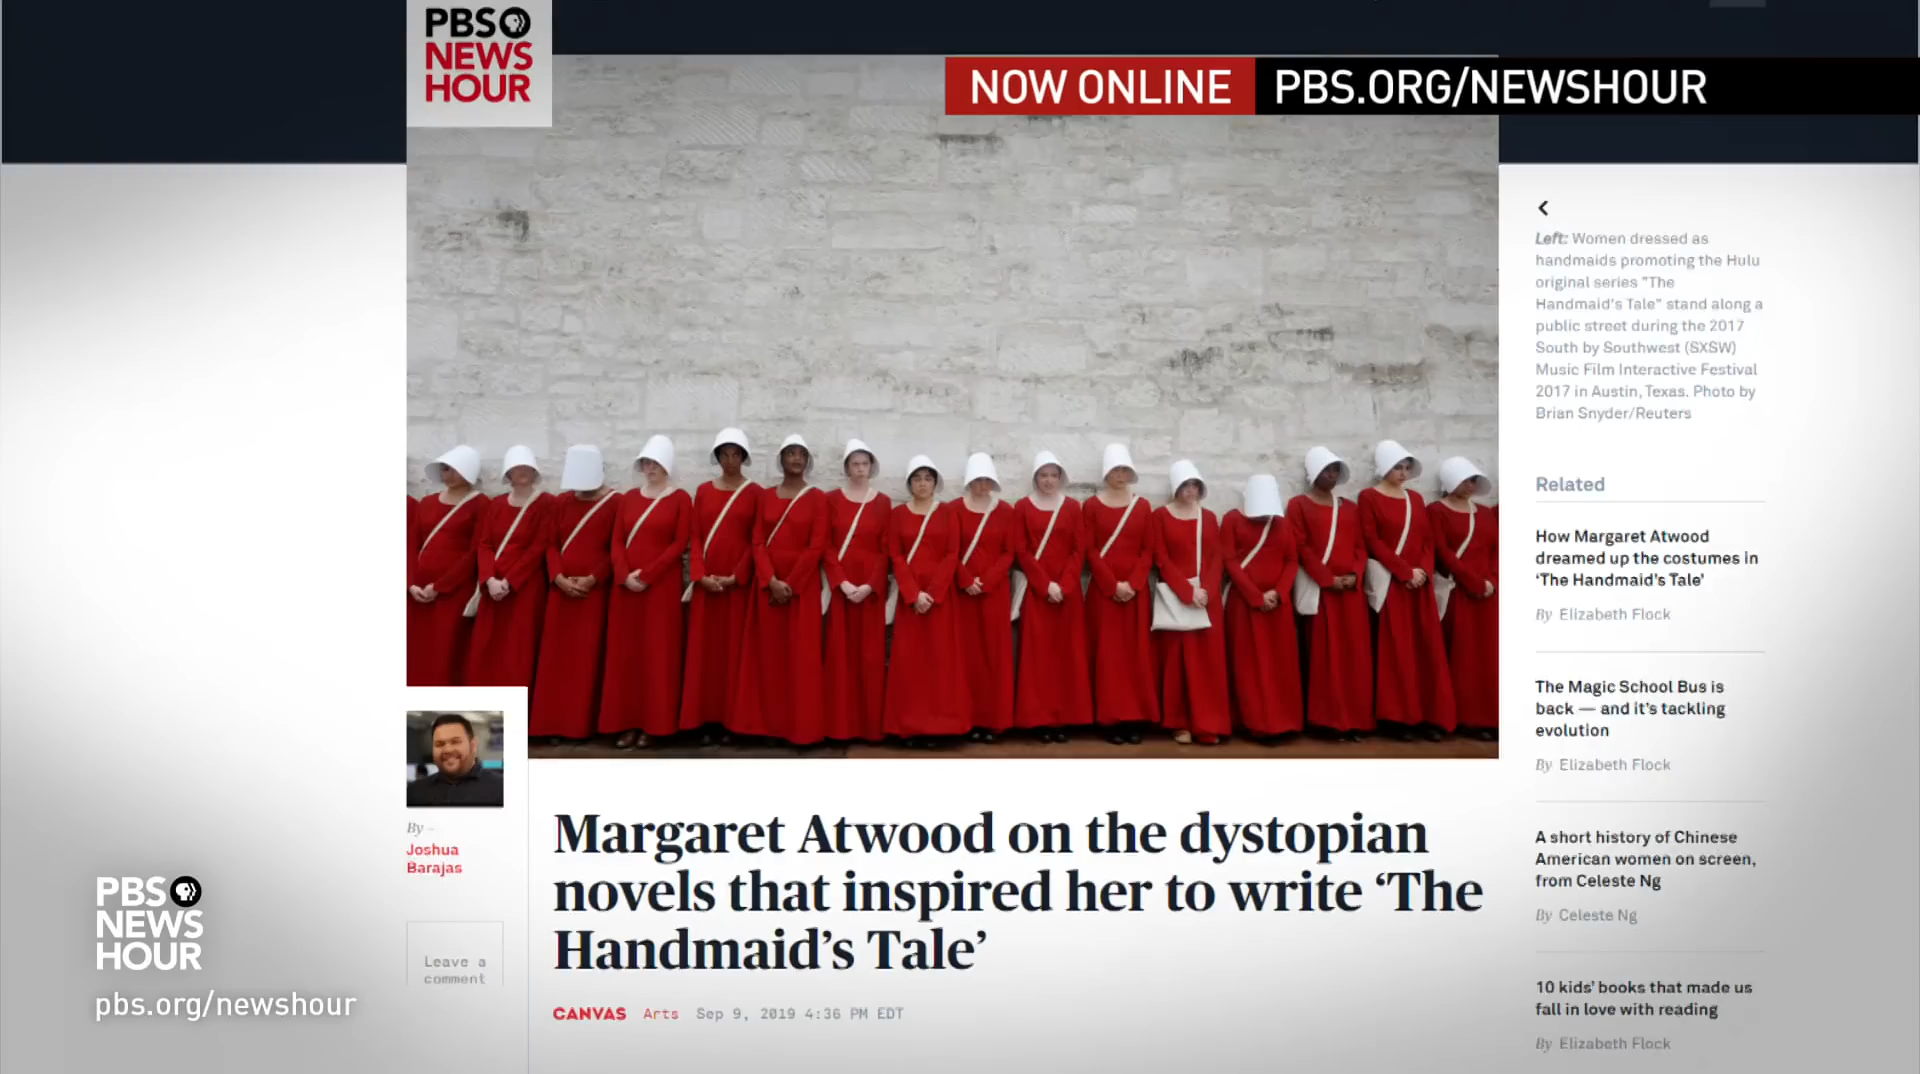 PBS
NEWS
HOUR
NOW ONLINE
PBS.ORG/NEWSHOUR
Left: Women dressed as
handmaids promoting the Hulu
original series "The
Handmaid's Tale" stand along a
public street during the 2017
South by Southwest (SXSW)
Music Film Interactive Festival
2017 in Austin, Texas. Photo by
Brian Snyder/Reuters
Related
How Margaret Atwood
dreamed up the costumes in
‘The Handmaid's Tale’
By Elizabeth Flock
The Magic School Bus is
back — and it's tackling
evolution
By Elizabeth Flock
A short history of Chinese
American women on screen,
from Celeste Ng
By Celeste Ng
10 kids’ books that made us
fall in love with reading
By Elizabeth Flock
By –
Joshua
Barajas
Leave a
comment
Margaret Atwood on the dystopian
novels that inspired her to write ‘The
Handmaid’s Tale’
CANVAS Arts Sep 9, 2019 4:36 PM EDT
PBS
NEWS
HOUR
pbs.org/newshour